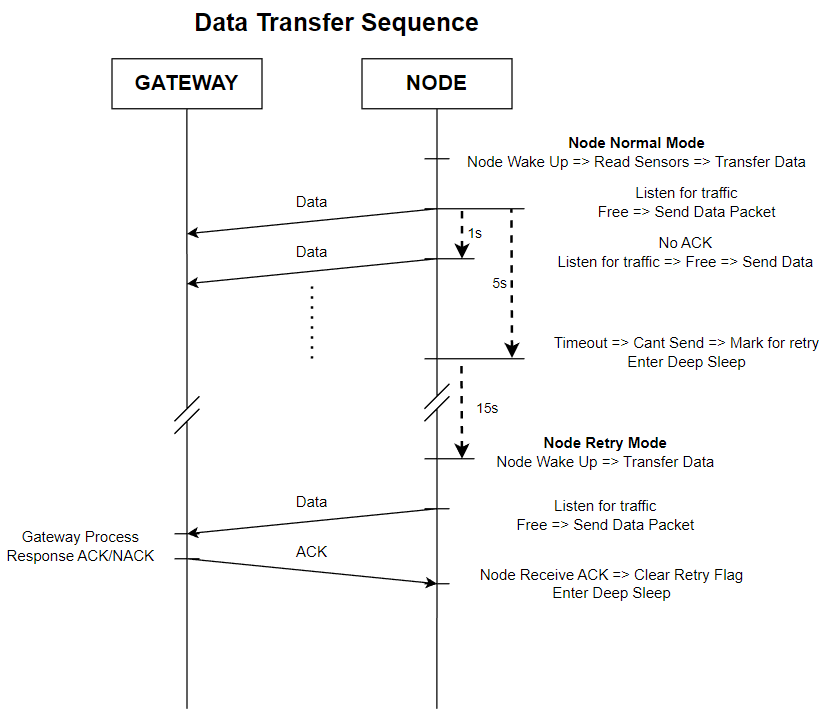 Data Transfer Sequence
GATEWAY
NODE
Node Normal Mode
Node Wake Up => Read Sensors => Transfer Data
Data
Listen for traffic
Free => Send Data Packet
1s
Data
No ACK
Listen for traffic => Free => Send Data
5s
Timeout => Cant Send => Mark for retry
Enter Deep Sleep
15s
Node Retry Mode
Node Wake Up => Transfer Data
Data
Listen for traffic
Free => Send Data Packet
Gateway Process
Response ACK/NACK
ACK
Node Receive ACK => Clear Retry Flag
Enter Deep Sleep